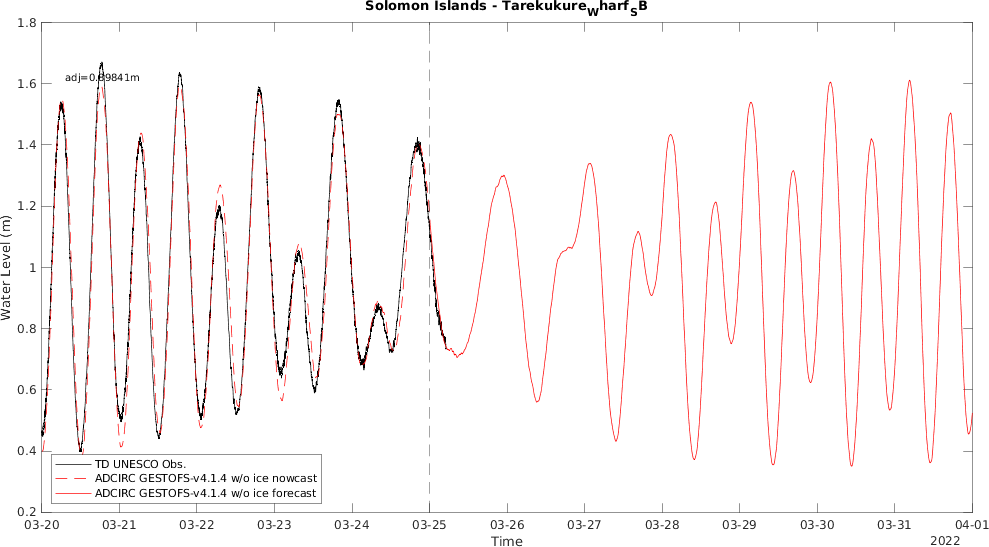 Solomon Islands - TarekukureWharfSB
1.8
1.6
1.4
1.2
1
0.8
0.6
0.4
0.2
Water Level (m)
adj=0.99841m
TD UNESCO Obs.
ADCIRC GESTOFS-v4.1.4 w/o ice nowcast
ADCIRC GESTOFS-v4.1.4 w/o ice forecast
03-20 03-21 03-22 03-23 03-24 03-25 03-26 03-27 03-28 03-29 03-30 03-31 04-01
Time
2022